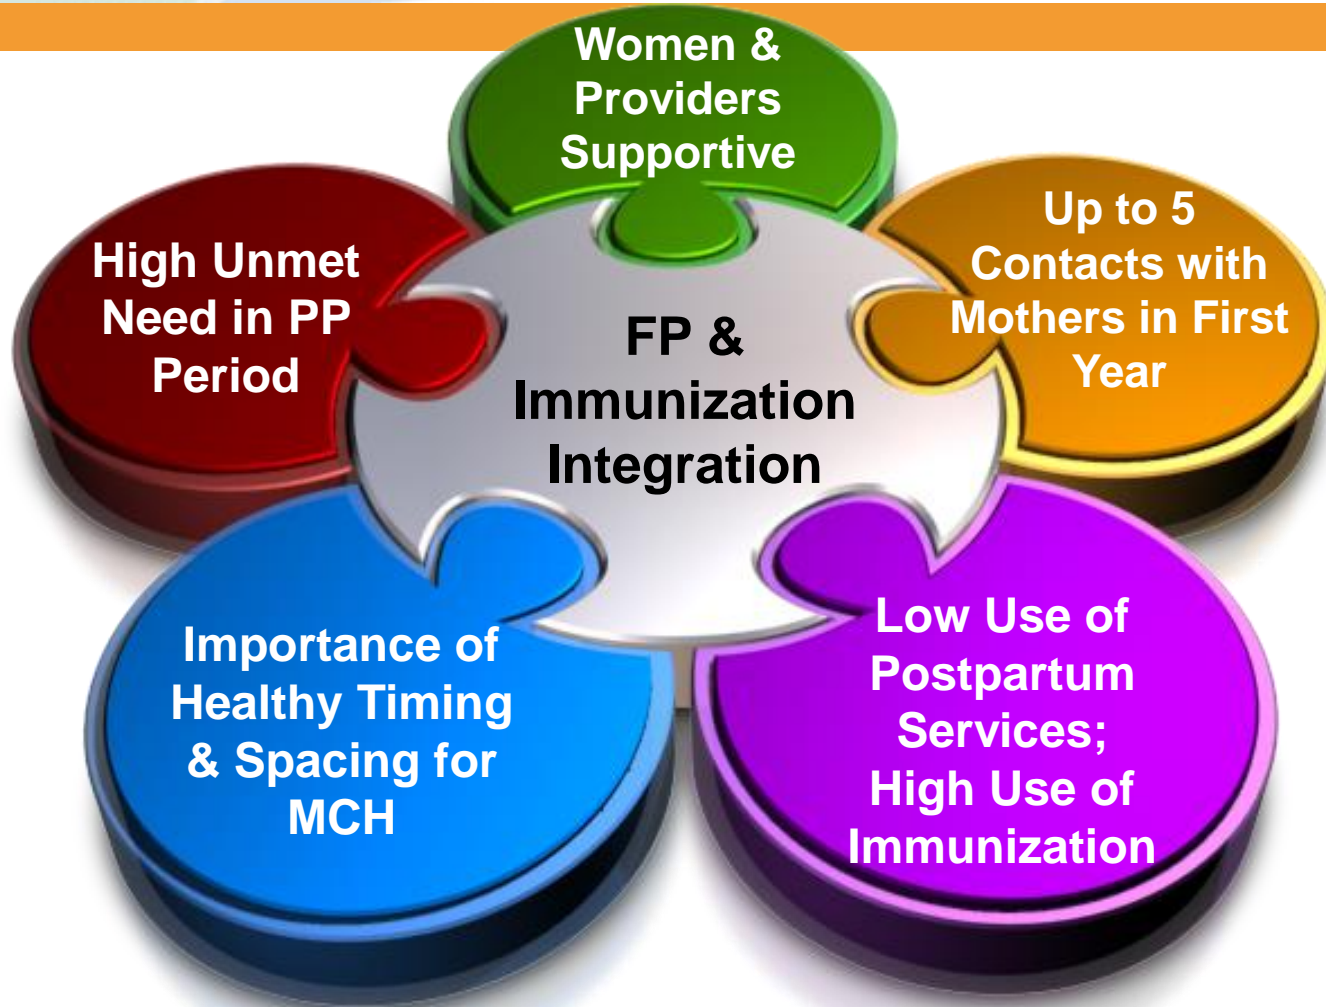 Women &
Providers
Supportive
High Unmet
Need in PP
Period
Up to 5
Contacts with
Mothers in First
Year
FP &
Immunization
Integration
Importance of
Healthy Timing
& Spacing for
MCH
Low Use of
Postpartum
Services;
High Use of
Immunization